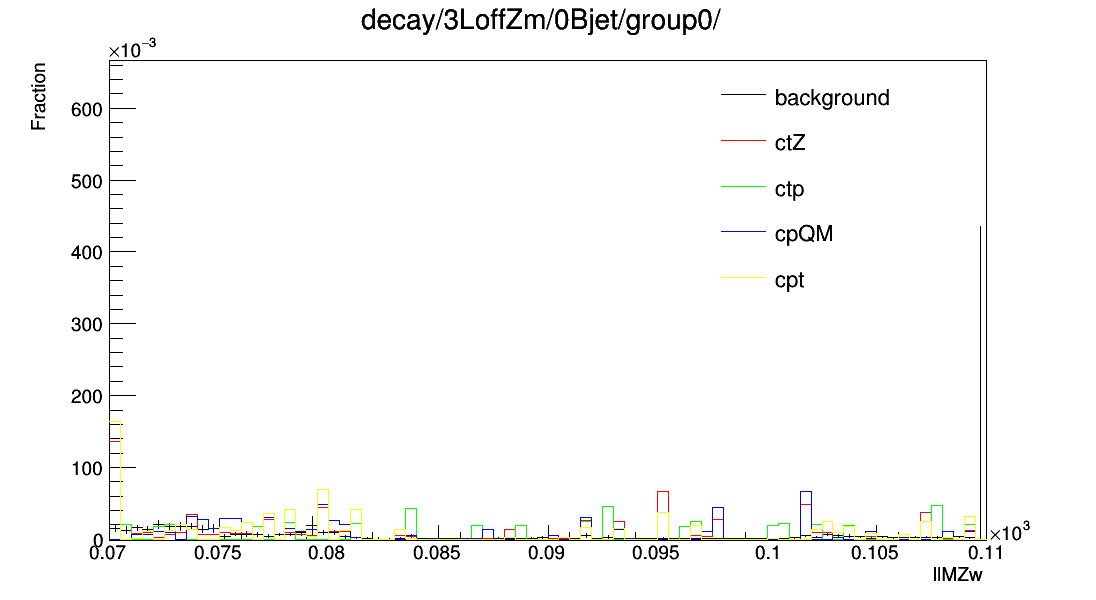 decay/3LoffZm/0Bjet/group0/
×10⁻³
Fraction
600
500
400
300
200
100
0
background
ctZ
ctp
cpQM
cpt
0.07 0.075 0.08 0.085 0.09 0.095 0.1 0.105 0.11
×10³
llMZw